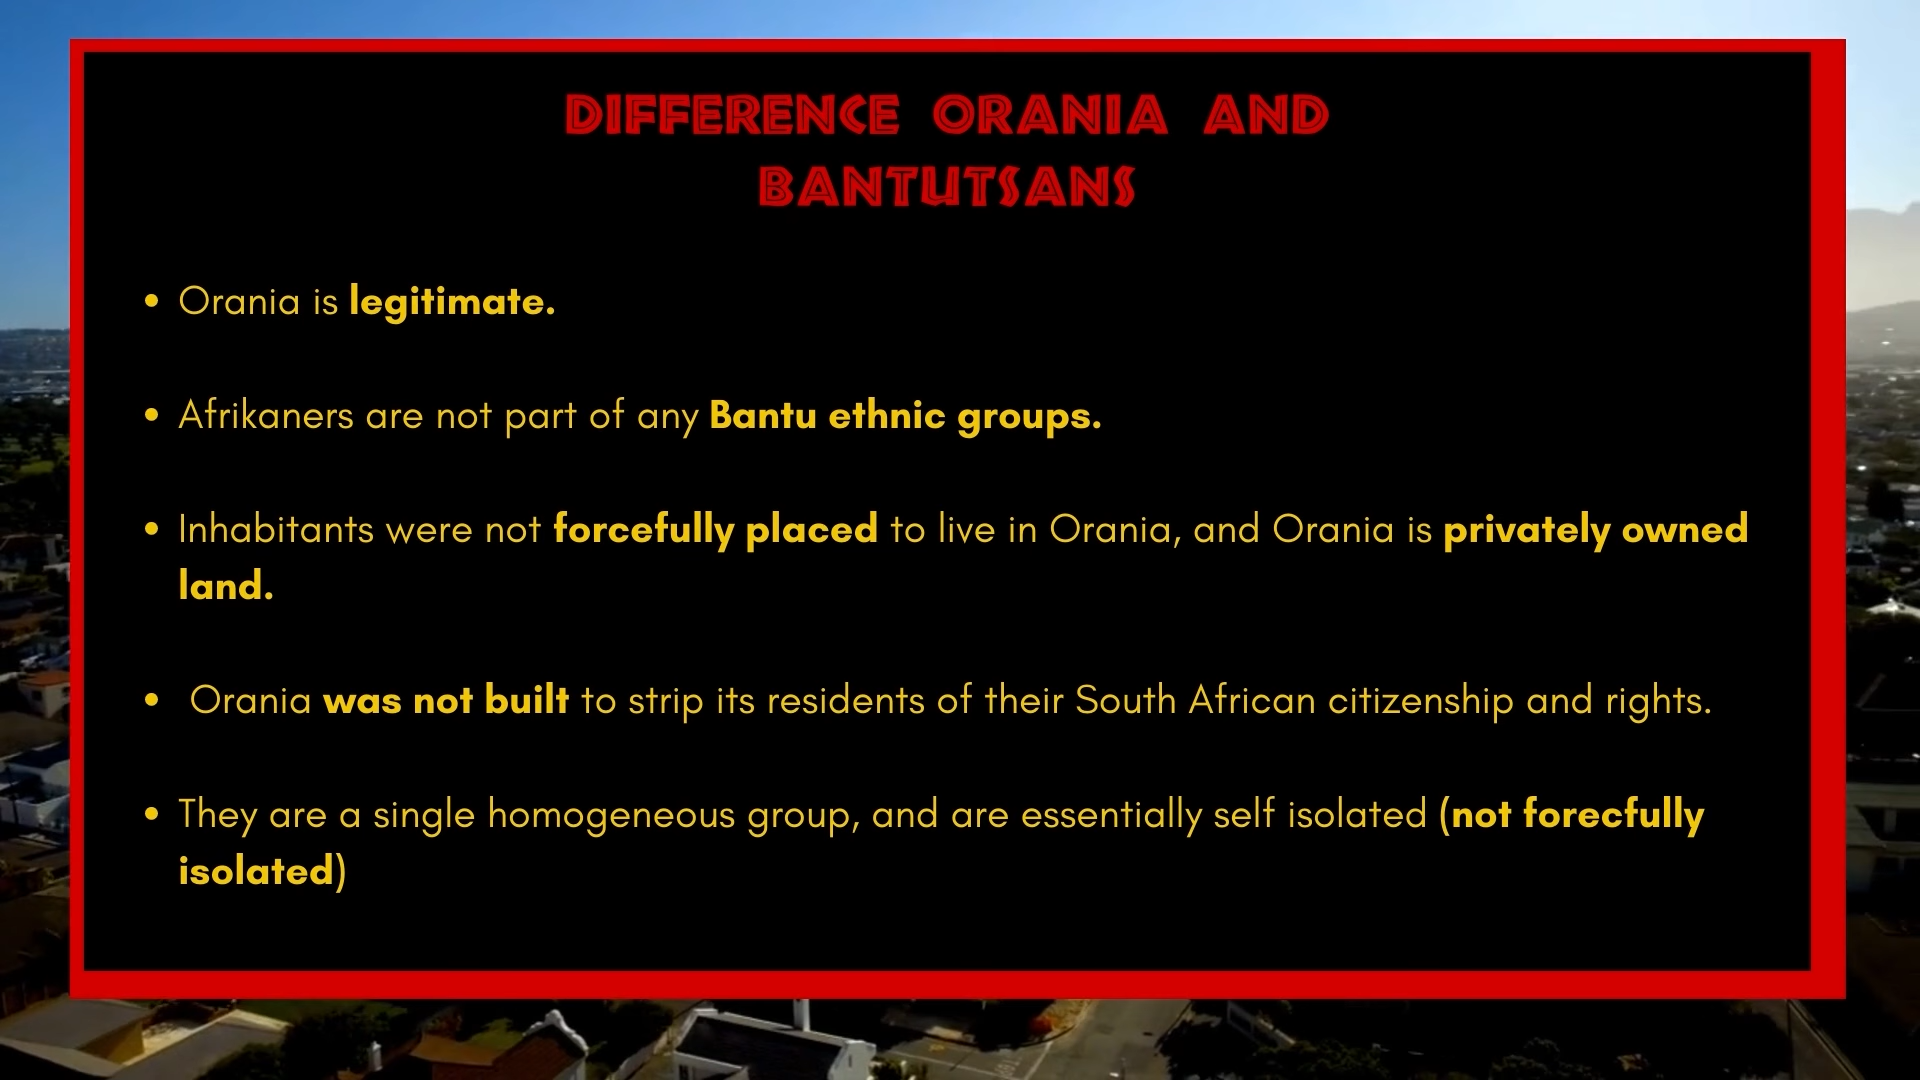 DIFFERENCE ORANIA AND
BANTUTSANS
• Orania is legitimate.
• Afrikaners are not part of any Bantu ethnic groups.
• Inhabitants were not forcefully placed to live in Orania, and Orania is privately owned
land.
• Orania was not built to strip its residents of their South African citizenship and rights.
• They are a single homogeneous group, and are essentially self isolated (not forecfully
isolated)